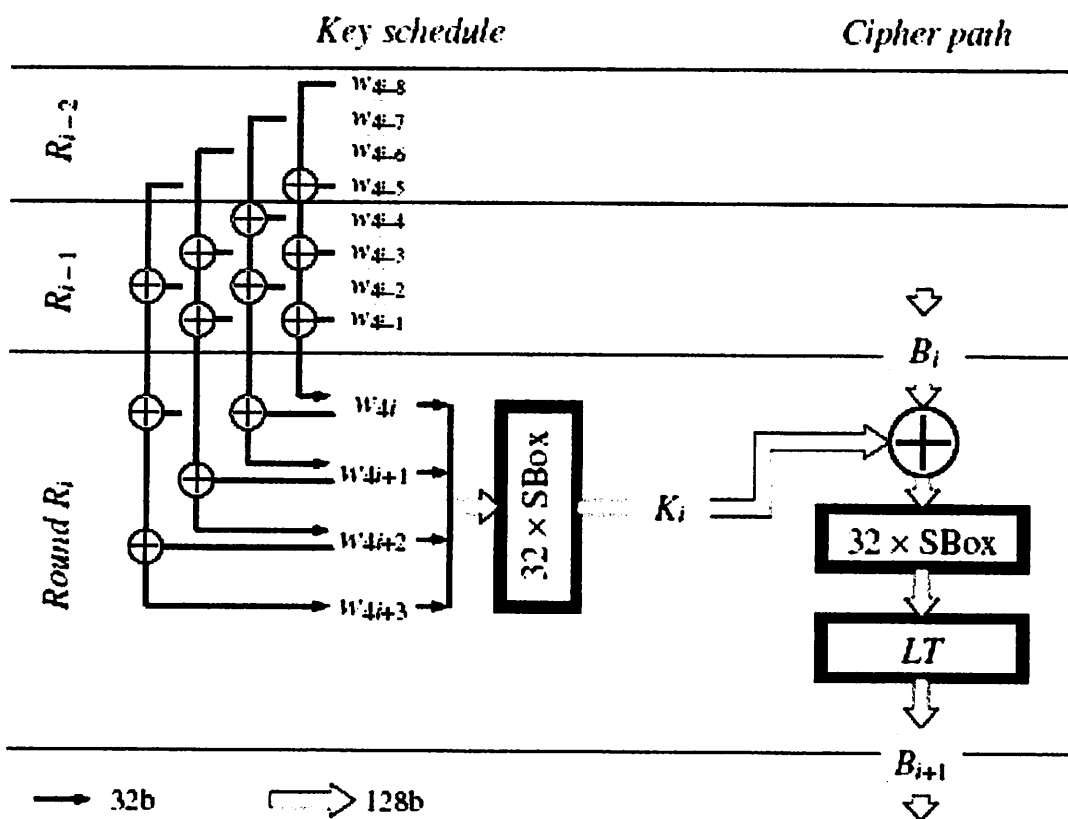 Key schedule
Cipher path
R_{i-2}
w_{4i-8}
w_{4i-7}
w_{4i-6}
w_{4i-5}
R_{i-1}
w_{4i-4}
w_{4i-3}
w_{4i-2}
w_{4i-1}
B_i
Round R_i
w_{4i}
w_{4i+1}
w_{4i+2}
w_{4i+3}
32 × SBox
K_i
32 × SBox
LT
B_{i+1}
32b
128b